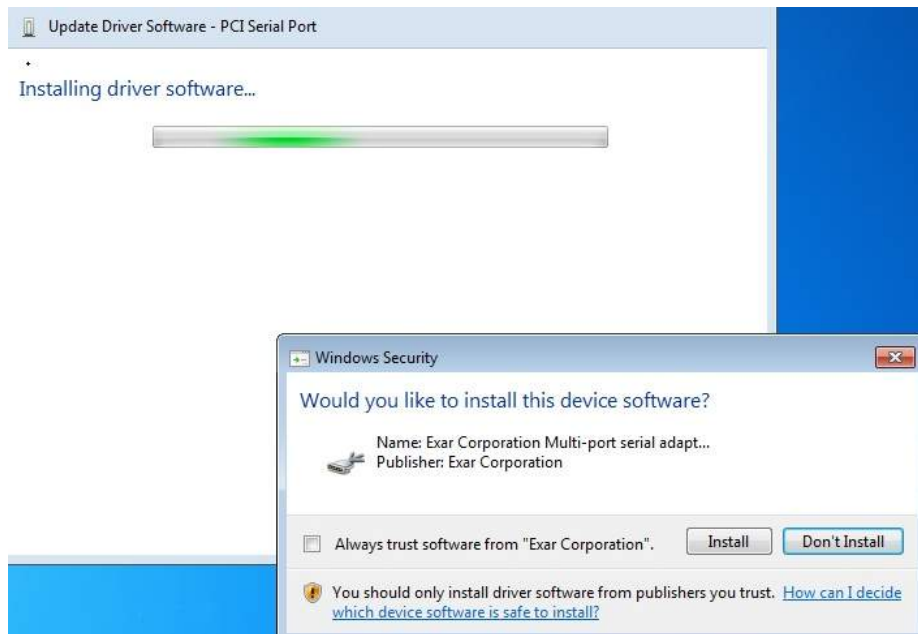 Update Driver Software - PCI Serial Port
Installing driver software...
Windows Security
Would you like to install this device software?
Name: Exar Corporation Multi-port serial adapt...
Publisher: Exar Corporation
Always trust software from "Exar Corporation".
Install
Don't Install
You should only install driver software from publishers you trust. How can I decide
which device software is safe to install?